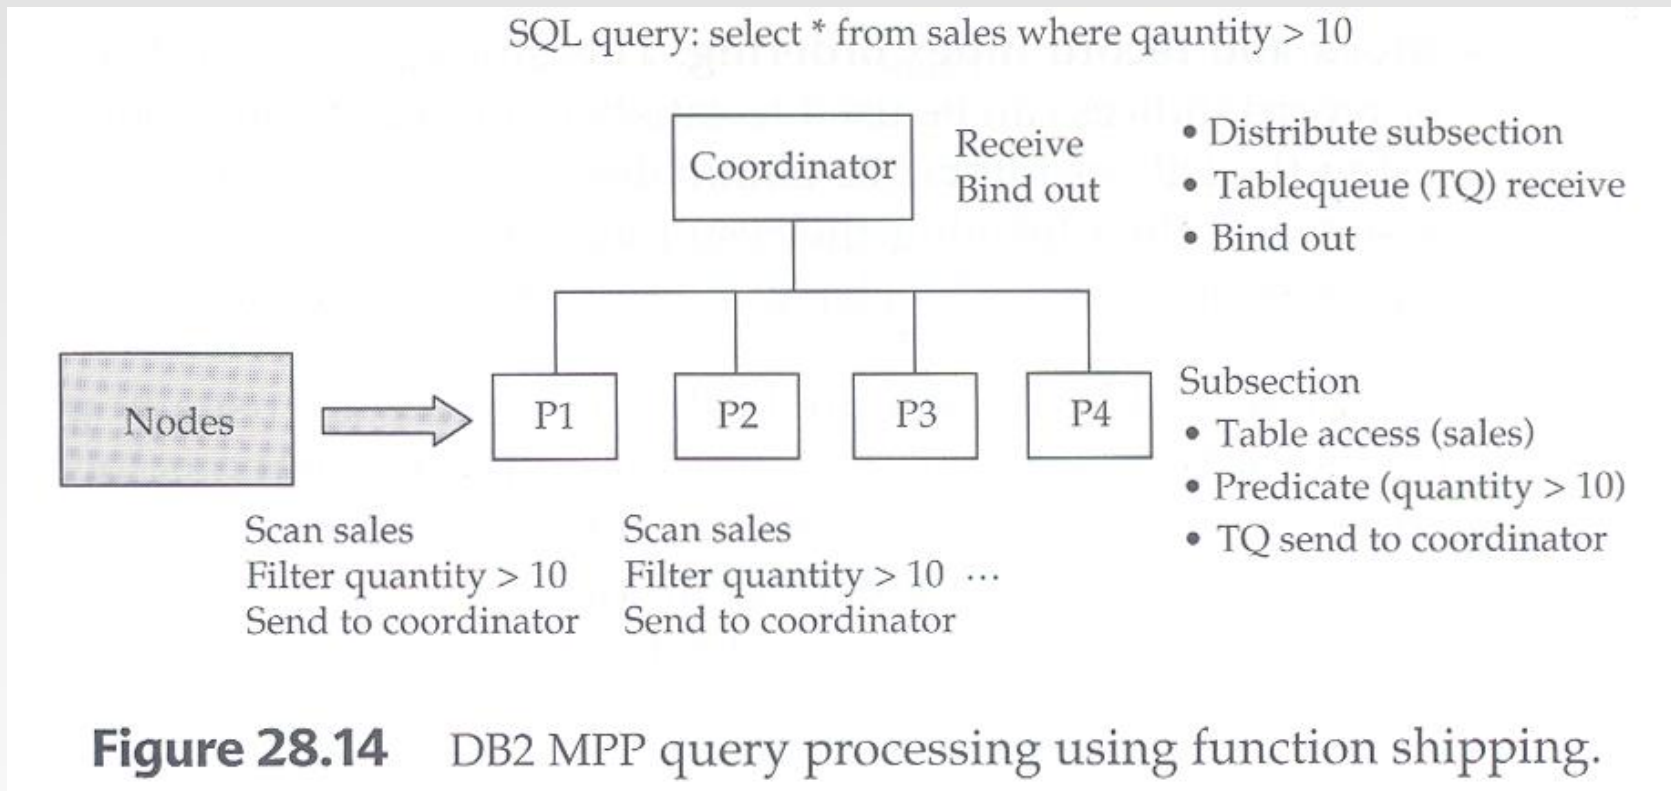 SQL query: select * from sales where qauntity > 10
Coordinator
Receive
Bind out
• Distribute subsection
• Tablequeue (TQ) receive
• Bind out
Nodes
P1
P2
P3
P4
Subsection
• Table access (sales)
• Predicate (quantity > 10)
• TQ send to coordinator
Scan sales
Filter quantity > 10
Send to coordinator
Scan sales
Filter quantity > 10 ...
Send to coordinator
Figure 28.14 DB2 MPP query processing using function shipping.